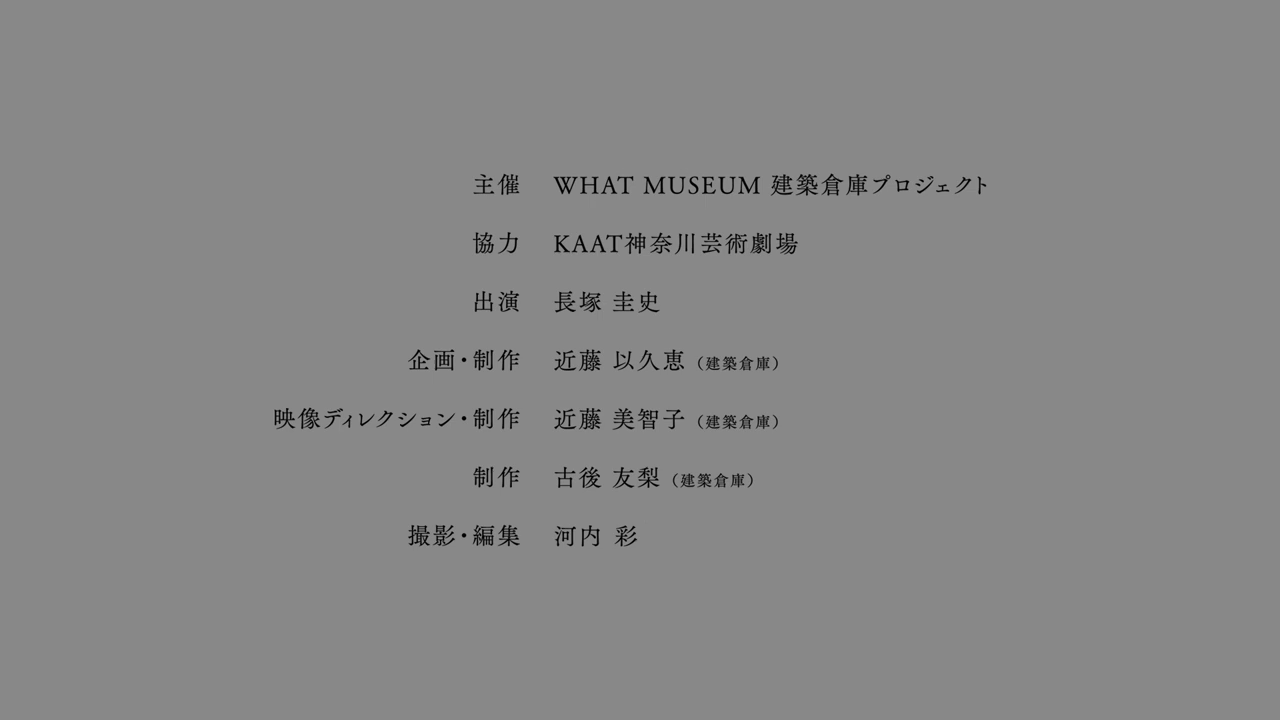 主催 WHAT MUSEUM 建築倉庫プロジェクト
協力 KAAT神奈川芸術劇場
出演 長塚 圭史
企画・制作 近藤 以久恵（建築倉庫）
映像ディレクション・制作 近藤 美智子（建築倉庫）
制作 古後 友梨（建築倉庫）
撮影・編集 河内 彩